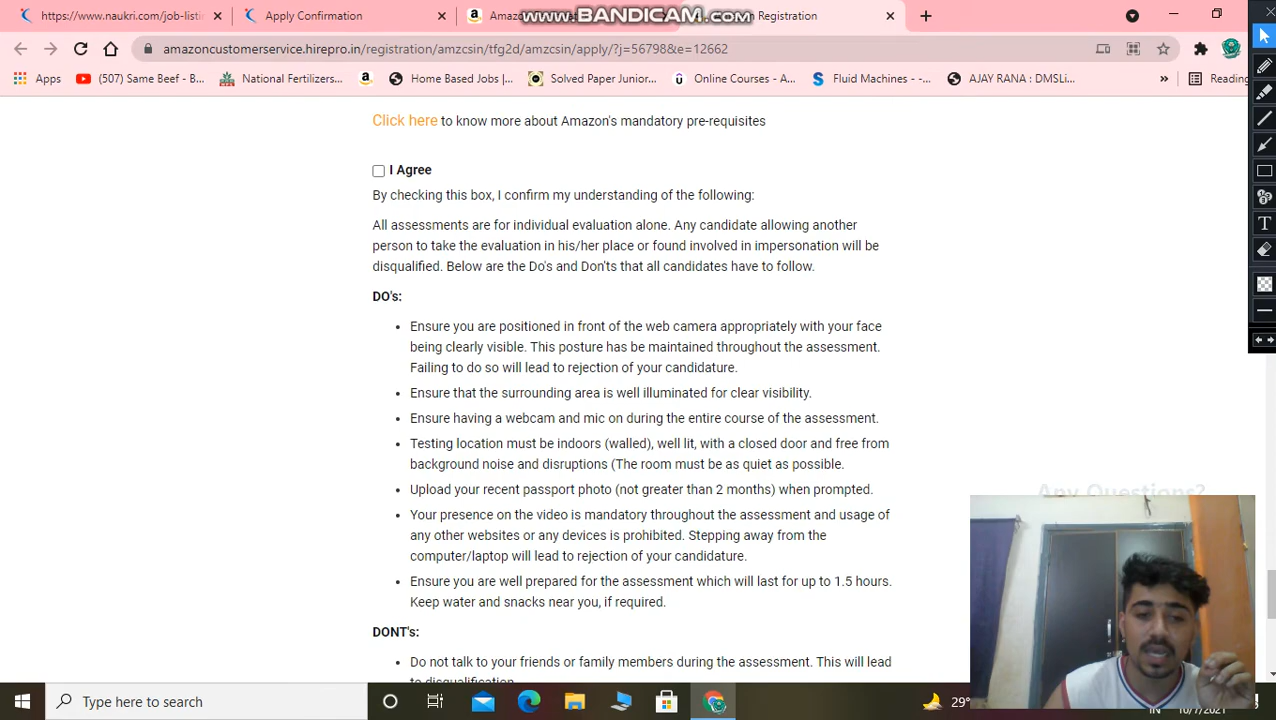 https://www.naukri.com/job-listin
Apply Confirmation
Amaz
www.BANDICAM.com
Registration
amazoncustomerservice.hirepro.in/registration/amzcsin/tfg2d/amzcsin/apply/?j=56798&e=12662
Apps
(507) Same Beef - B...
National Fertilizers...
Home Based Jobs |...
Solved Paper Junior...
Online Courses - A...
Fluid Machines - -...
AJAY RANA : DMSLi...
Reading
Click here to know more about Amazon's mandatory pre-requisites
I Agree
By checking this box, I confirm my understanding of the following:
All assessments are for individual evaluation alone. Any candidate allowing another
person to take the evaluation in his/her place or found involved in impersonation will be
disqualified. Below are the Do's and Don'ts that all candidates have to follow.
DO's:
Ensure you are positioned in front of the web camera appropriately with your face
being clearly visible. This posture has be maintained throughout the assessment.
Failing to do so will lead to rejection of your candidature.
Ensure that the surrounding area is well illuminated for clear visibility.
Ensure having a webcam and mic on during the entire course of the assessment.
Testing location must be indoors (walled), well lit, with a closed door and free from
background noise and disruptions (The room must be as quiet as possible.
Upload your recent passport photo (not greater than 2 months) when prompted.
Any Questions?
Your presence on the video is mandatory throughout the assessment and usage of
any other websites or any devices is prohibited. Stepping away from the
computer/laptop will lead to rejection of your candidature.
Ensure you are well prepared for the assessment which will last for up to 1.5 hours.
Keep water and snacks near you, if required.
DONT's:
Do not talk to your friends or family members during the assessment. This will lead
to disqualification
Type here to search
29°
IN
10/7/2021